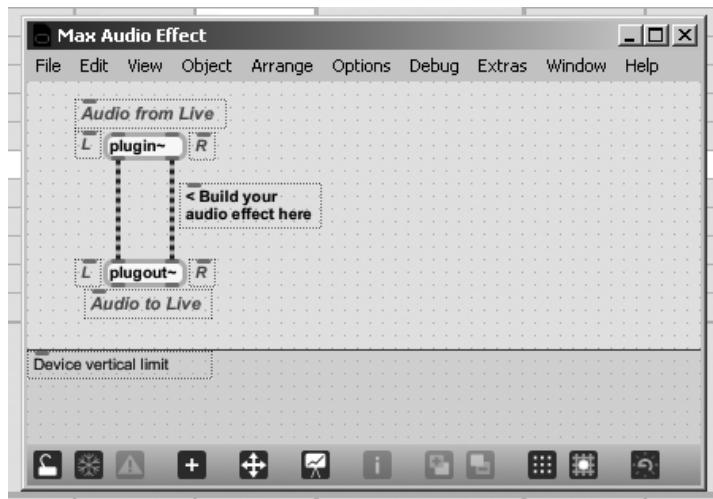 Max Audio Effect
File Edit View Object Arrange Options Debug Extras Window Help
Audio from Live
L plugin~ R
< Build your
audio effect here
L plugout~ R
Audio to Live
Device vertical limit